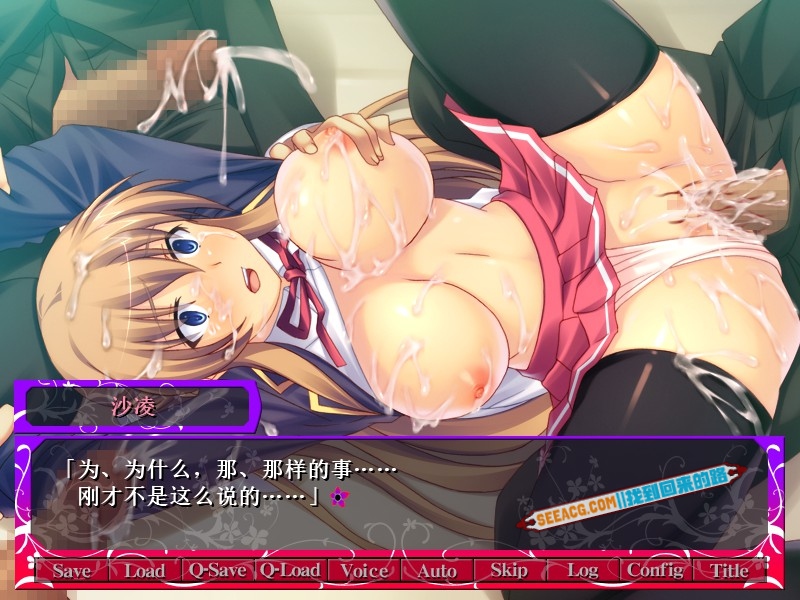 沙凌
「为、为什么，那、那样的事……
刚才不是这么说的……」
SEEACG.COM||找到回来的路
Save Load Q-Save Q-Load Voice Auto Skip Log Config Title